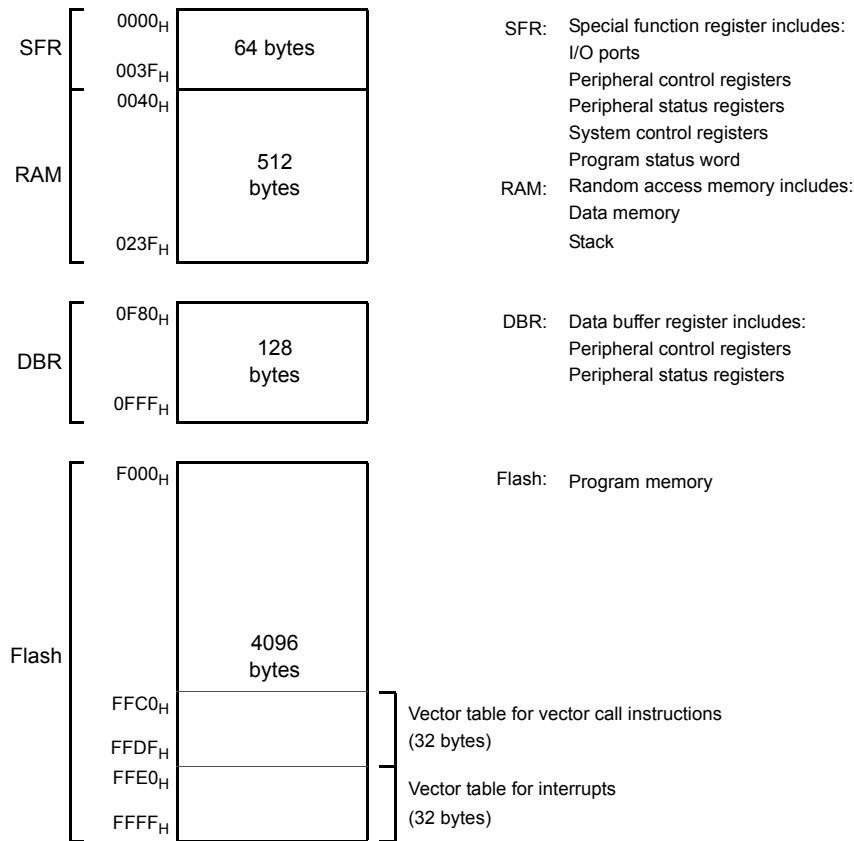 0000H
SFR
64 bytes
003FH
0040H
RAM
512
bytes
023FH
SFR: Special function register includes:
I/O ports
Peripheral control registers
Peripheral status registers
System control registers
Program status word
RAM: Random access memory includes:
Data memory
Stack
0F80H
DBR
128
bytes
0FFFH
DBR: Data buffer register includes:
Peripheral control registers
Peripheral status registers
F000H
Flash: Program memory
Flash
4096
bytes
FFC0H
FFDFH
Vector table for vector call instructions
(32 bytes)
FFE0H
FFFFH
Vector table for interrupts
(32 bytes)